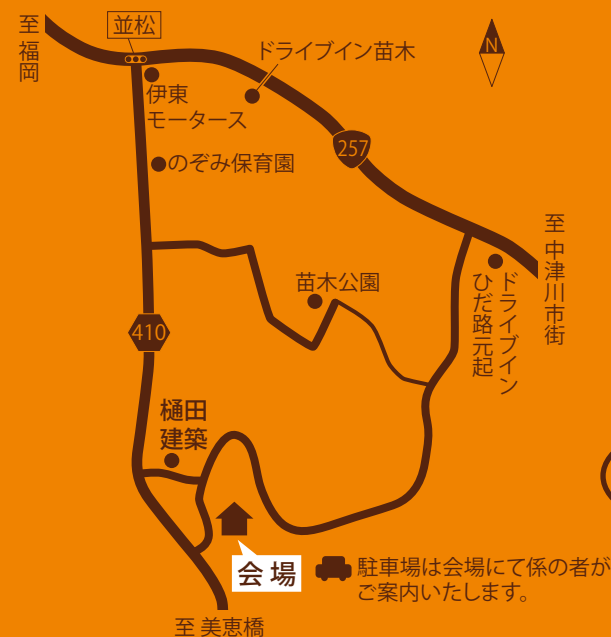 至 福岡
並松
ドライブイン苗木
N
伊東
モータース
257
のぞみ保育園
至 中津川市街
ドライブイン
ひだ路元起
苗木公園
410
樋田
建築
会場
駐車場は会場にて係の者が
ご案内いたします。
至 美恵橋